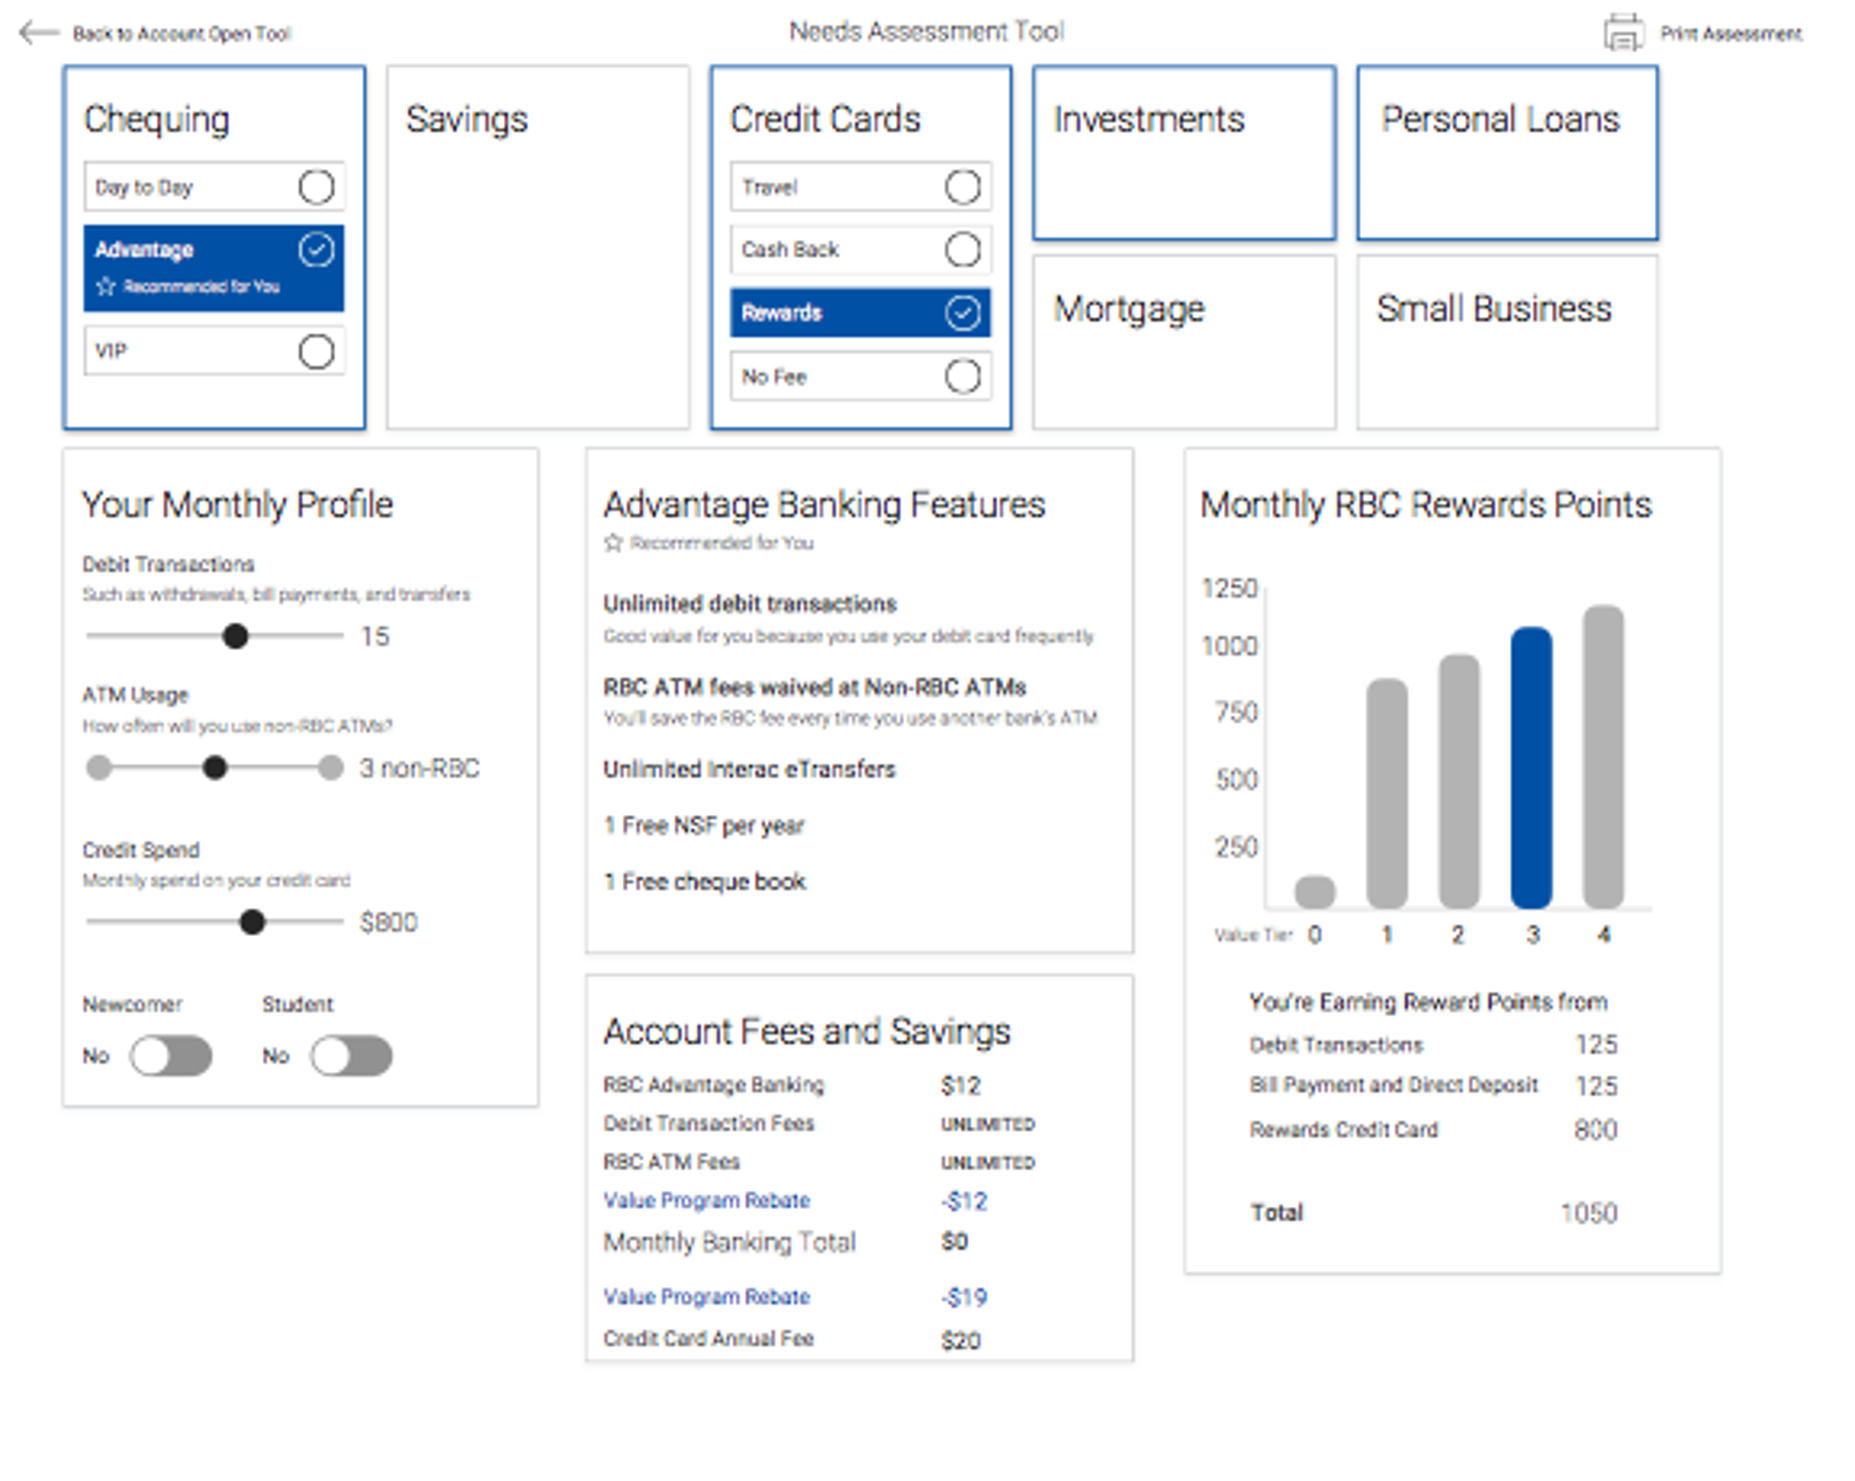 Back to Account Open Tool
Needs Assessment Tool
Print Assessment
Chequing
Day to Day
Advantage
Recommended for You
VIP
Savings
Credit Cards
Travel
Cash Back
Rewards
No Fee
Investments
Personal Loans
Mortgage
Small Business
Your Monthly Profile
Debit Transactions
Such as withdrawals, bill payments, and transfers
15
ATM Usage
How often will you use non-RBC ATMs?
3 non-RBC
Credit Spend
Monthly spend on your credit card
$800
Newcomer
Student
No
No
Advantage Banking Features
Recommended for You
Unlimited debit transactions
Good value for you because you use your debit card frequently
RBC ATM fees waived at Non-RBC ATMs
You'll save the RBC fee every time you use another bank's ATM
Unlimited Interac eTransfers
1 Free NSF per year
1 Free cheque book
Account Fees and Savings
RBC Advantage Banking $12
Debit Transaction Fees UNLIMITED
RBC ATM Fees UNLIMITED
Value Program Rebate -$12
Monthly Banking Total $0
Value Program Rebate -$19
Credit Card Annual Fee $20
Monthly RBC Rewards Points
1250
1000
750
500
250
Value Tier 0 1 2 3 4
You're Earning Reward Points from
Debit Transactions 125
Bill Payment and Direct Deposit 125
Rewards Credit Card 800
Total 1050